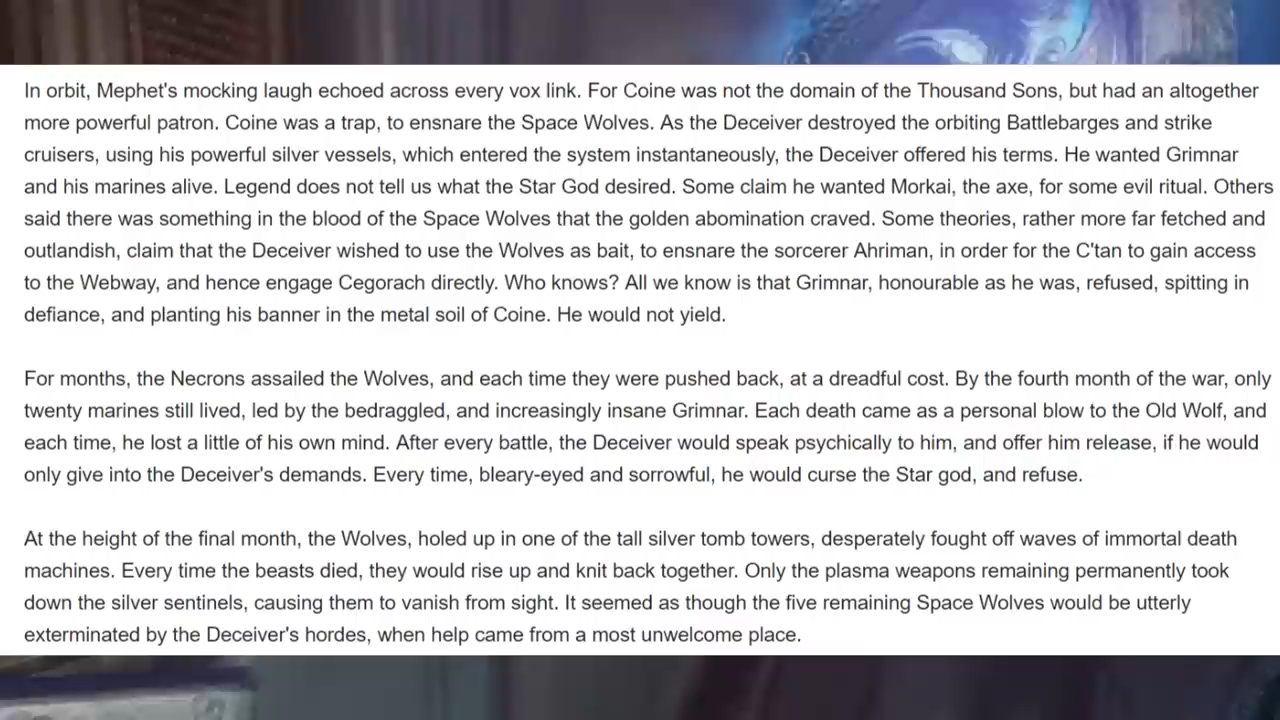 In orbit, Mephet's mocking laugh echoed across every vox link. For Coine was not the domain of the Thousand Sons, but had an altogether
more powerful patron. Coine was a trap, to ensnare the Space Wolves. As the Deceiver destroyed the orbiting Battlebarges and strike
cruisers, using his powerful silver vessels, which entered the system instantaneously, the Deceiver offered his terms. He wanted Grimnar
and his marines alive. Legend does not tell us what the Star God desired. Some claim he wanted Morkai, the axe, for some evil ritual. Others
said there was something in the blood of the Space Wolves that the golden abomination craved. Some theories, rather more far fetched and
outlandish, claim that the Deceiver wished to use the Wolves as bait, to ensnare the sorcerer Ahriman, in order for the C'tan to gain access
to the Webway, and hence engage Cegorach directly. Who knows? All we know is that Grimnar, honourable as he was, refused, spitting in
defiance, and planting his banner in the metal soil of Coine. He would not yield.
For months, the Necrons assailed the Wolves, and each time they were pushed back, at a dreadful cost. By the fourth month of the war, only
twenty marines still lived, led by the bedraggled, and increasingly insane Grimnar. Each death came as a personal blow to the Old Wolf, and
each time, he lost a little of his own mind. After every battle, the Deceiver would speak psychically to him, and offer him release, if he would
only give into the Deceiver's demands. Every time, bleary-eyed and sorrowful, he would curse the Star god, and refuse.
At the height of the final month, the Wolves, holed up in one of the tall silver tomb towers, desperately fought off waves of immortal death
machines. Every time the beasts died, they would rise up and knit back together. Only the plasma weapons remaining permanently took
down the silver sentinels, causing them to vanish from sight. It seemed as though the five remaining Space Wolves would be utterly
exterminated by the Deceiver's hordes, when help came from a most unwelcome place.